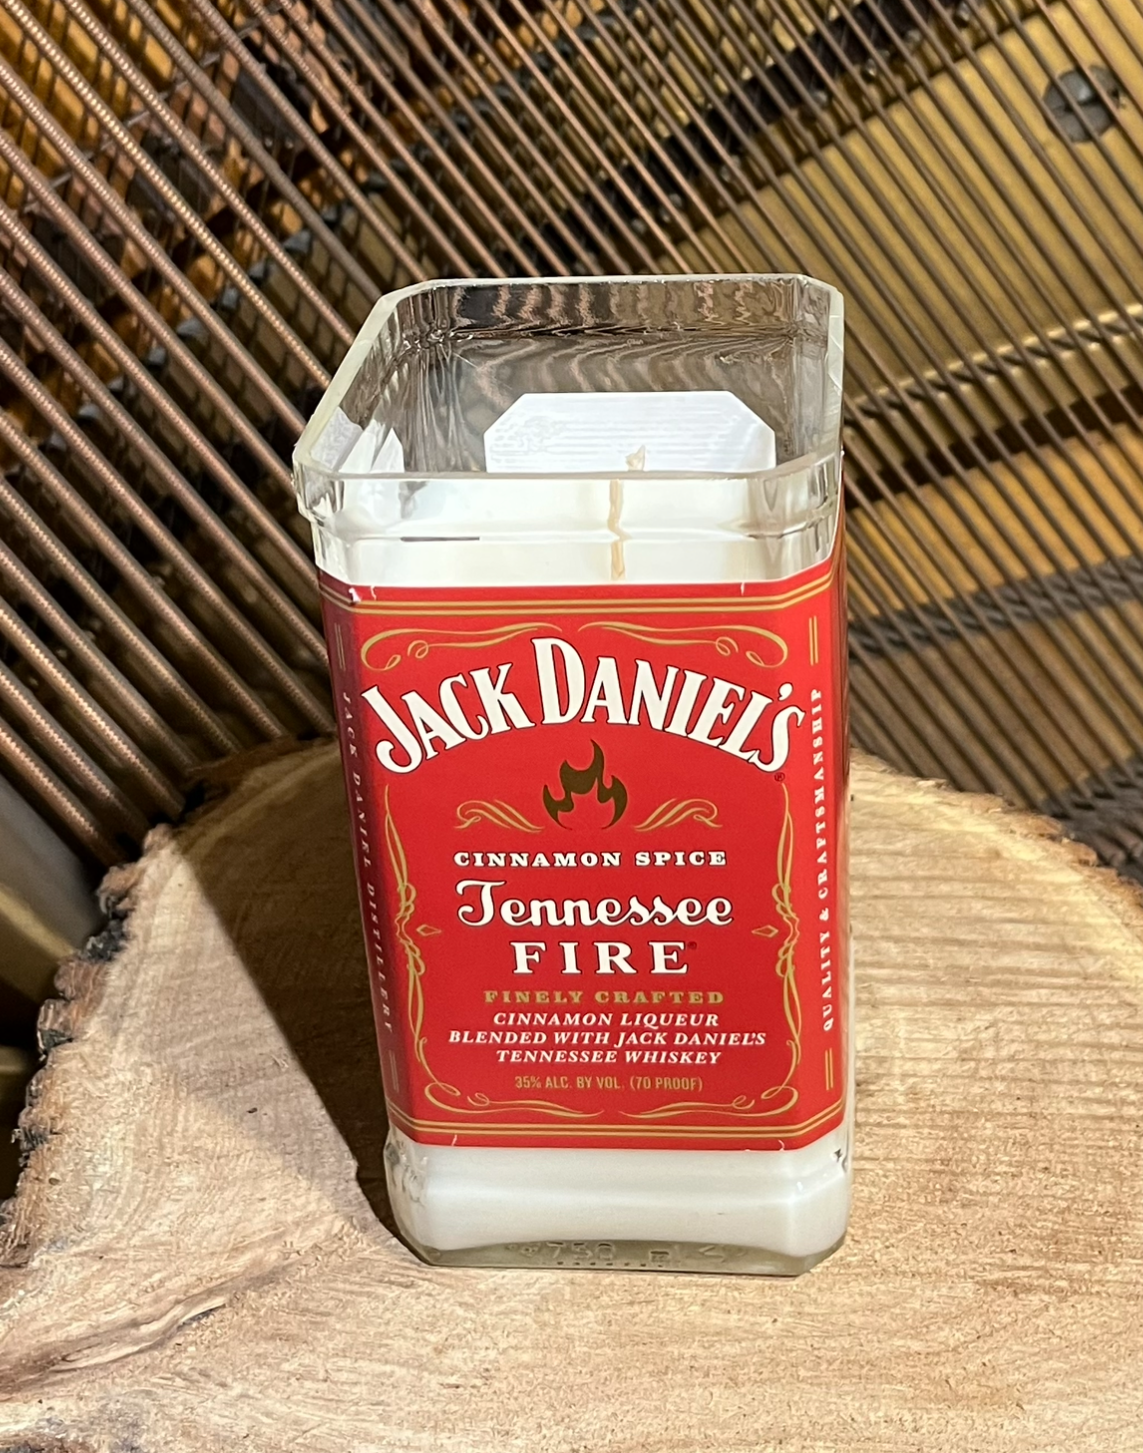 JACK DANIEL'S
CINNAMON SPICE
Tennessee
FIRE
FINELY CRAFTED
CINNAMON LIQUEUR
BLENDED WITH JACK DANIEL'S
TENNESSEE WHISKEY
35% ALC. BY VOL. (70 PROOF)
JACK DANIEL DISTILLERY
QUALITY & CRAFTSMANSHIP
750